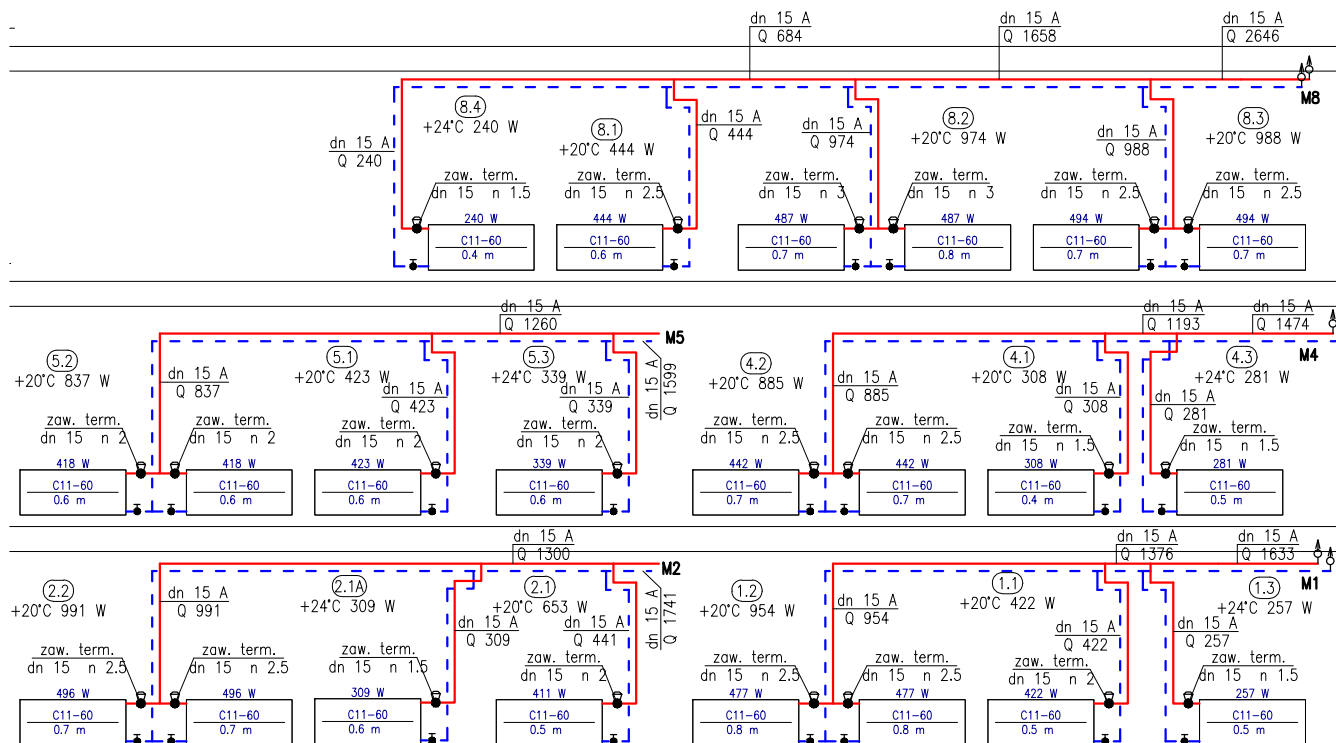 dn 15 A
Q 684
dn 15 A
Q 1658
dn 15 A
Q 2646
M8
8.4
+24°C 240 W
8.1
+20°C 444 W
8.2
+20°C 974 W
8.3
+20°C 988 W
dn 15 A
Q 240
dn 15 A
Q 444
dn 15 A
Q 974
dn 15 A
Q 988
zaw. term.
dn 15 n 1.5
zaw. term.
dn 15 n 2.5
zaw. term.
dn 15 n 3
zaw. term.
dn 15 n 3
zaw. term.
dn 15 n 2.5
zaw. term.
dn 15 n 2.5
240 W
C11-60
0.4 m
444 W
C11-60
0.6 m
487 W
C11-60
0.7 m
487 W
C11-60
0.8 m
494 W
C11-60
0.7 m
494 W
C11-60
0.7 m
dn 15 A
Q 1260
dn 15 A
Q 1193
dn 15 A
Q 1474
M5
M4
5.2
+20°C 837 W
5.1
+20°C 423 W
5.3
+24°C 339 W
4.2
+20°C 885 W
4.1
+20°C 308 W
4.3
+24°C 281 W
dn 15 A
Q 837
dn 15 A
Q 423
dn 15 A
Q 339
dn 15 A
Q 1599
dn 15 A
Q 885
dn 15 A
Q 308
dn 15 A
Q 281
zaw. term.
dn 15 n 2
zaw. term.
dn 15 n 2
zaw. term.
dn 15 n 2
zaw. term.
dn 15 n 2
zaw. term.
dn 15 n 2.5
zaw. term.
dn 15 n 2.5
zaw. term.
dn 15 n 1.5
zaw. term.
dn 15 n 1.5
418 W
C11-60
0.6 m
418 W
C11-60
0.6 m
423 W
C11-60
0.6 m
339 W
C11-60
0.6 m
442 W
C11-60
0.7 m
442 W
C11-60
0.7 m
308 W
C11-60
0.4 m
281 W
C11-60
0.5 m
dn 15 A
Q 1300
dn 15 A
Q 1376
dn 15 A
Q 1633
M2
M1
2.2
+20°C 991 W
2.1A
+24°C 309 W
2.1
+20°C 653 W
1.2
+20°C 954 W
1.1
+20°C 422 W
1.3
+24°C 257 W
dn 15 A
Q 991
dn 15 A
Q 309
dn 15 A
Q 441
dn 15 A
Q 1741
dn 15 A
Q 954
dn 15 A
Q 422
dn 15 A
Q 257
zaw. term.
dn 15 n 2.5
zaw. term.
dn 15 n 2.5
zaw. term.
dn 15 n 1.5
zaw. term.
dn 15 n 2
zaw. term.
dn 15 n 2.5
zaw. term.
dn 15 n 2.5
zaw. term.
dn 15 n 2
zaw. term.
dn 15 n 1.5
496 W
C11-60
0.7 m
496 W
C11-60
0.7 m
309 W
C11-60
0.6 m
411 W
C11-60
0.5 m
477 W
C11-60
0.8 m
477 W
C11-60
0.8 m
422 W
C11-60
0.5 m
257 W
C11-60
0.5 m